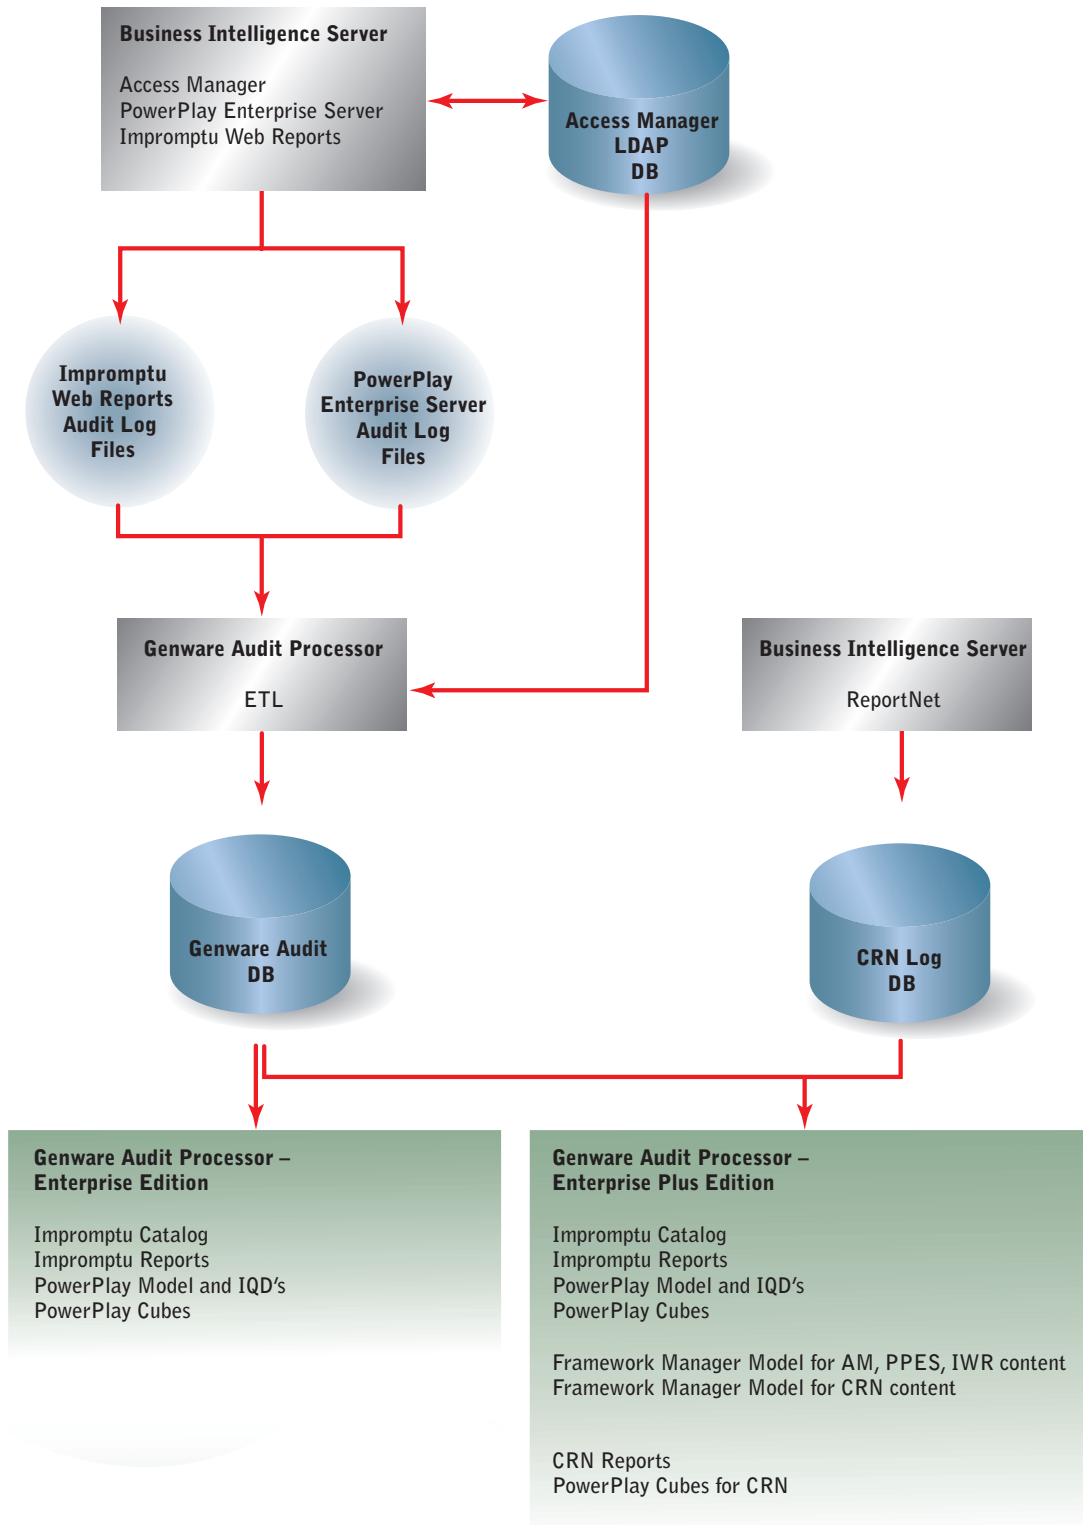 Business Intelligence Server
Access Manager
PowerPlay Enterprise Server
Impromptu Web Reports
Access Manager
LDAP
DB
Impromptu
Web Reports
Audit Log
Files
PowerPlay
Enterprise Server
Audit Log
Files
Genware Audit Processor
ETL
Business Intelligence Server
ReportNet
Genware Audit
DB
CRN Log
DB
Genware Audit Processor –
Enterprise Edition
Impromptu Catalog
Impromptu Reports
PowerPlay Model and IQD’s
PowerPlay Cubes
Genware Audit Processor –
Enterprise Plus Edition
Impromptu Catalog
Impromptu Reports
PowerPlay Model and IQD’s
PowerPlay Cubes
Framework Manager Model for AM, PPES, IWR content
Framework Manager Model for CRN content
CRN Reports
PowerPlay Cubes for CRN